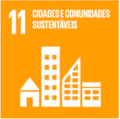 11 CIDADES E COMUNIDADES
SUSTENTÁVEIS